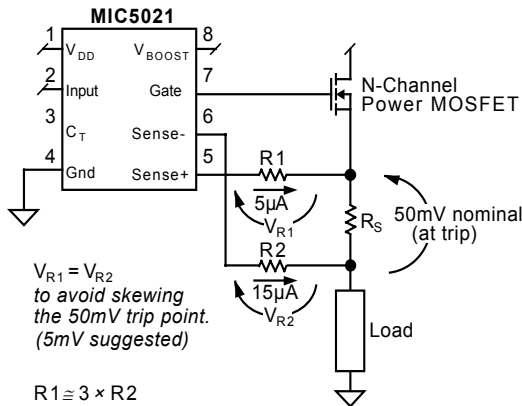 MIC5021
1
8
V_DD
V_BOOST
2
7
Input
Gate
N-Channel
Power MOSFET
3
6
C_T
Sense-
4
5
Gnd
Sense+
R1
5µA
V_R1
R_S
50mV nominal
(at trip)
R2
15µA
V_R2
V_R1 = V_R2
to avoid skewing
the 50mV trip point.
(5mV suggested)
Load
R1 ≅ 3 × R2